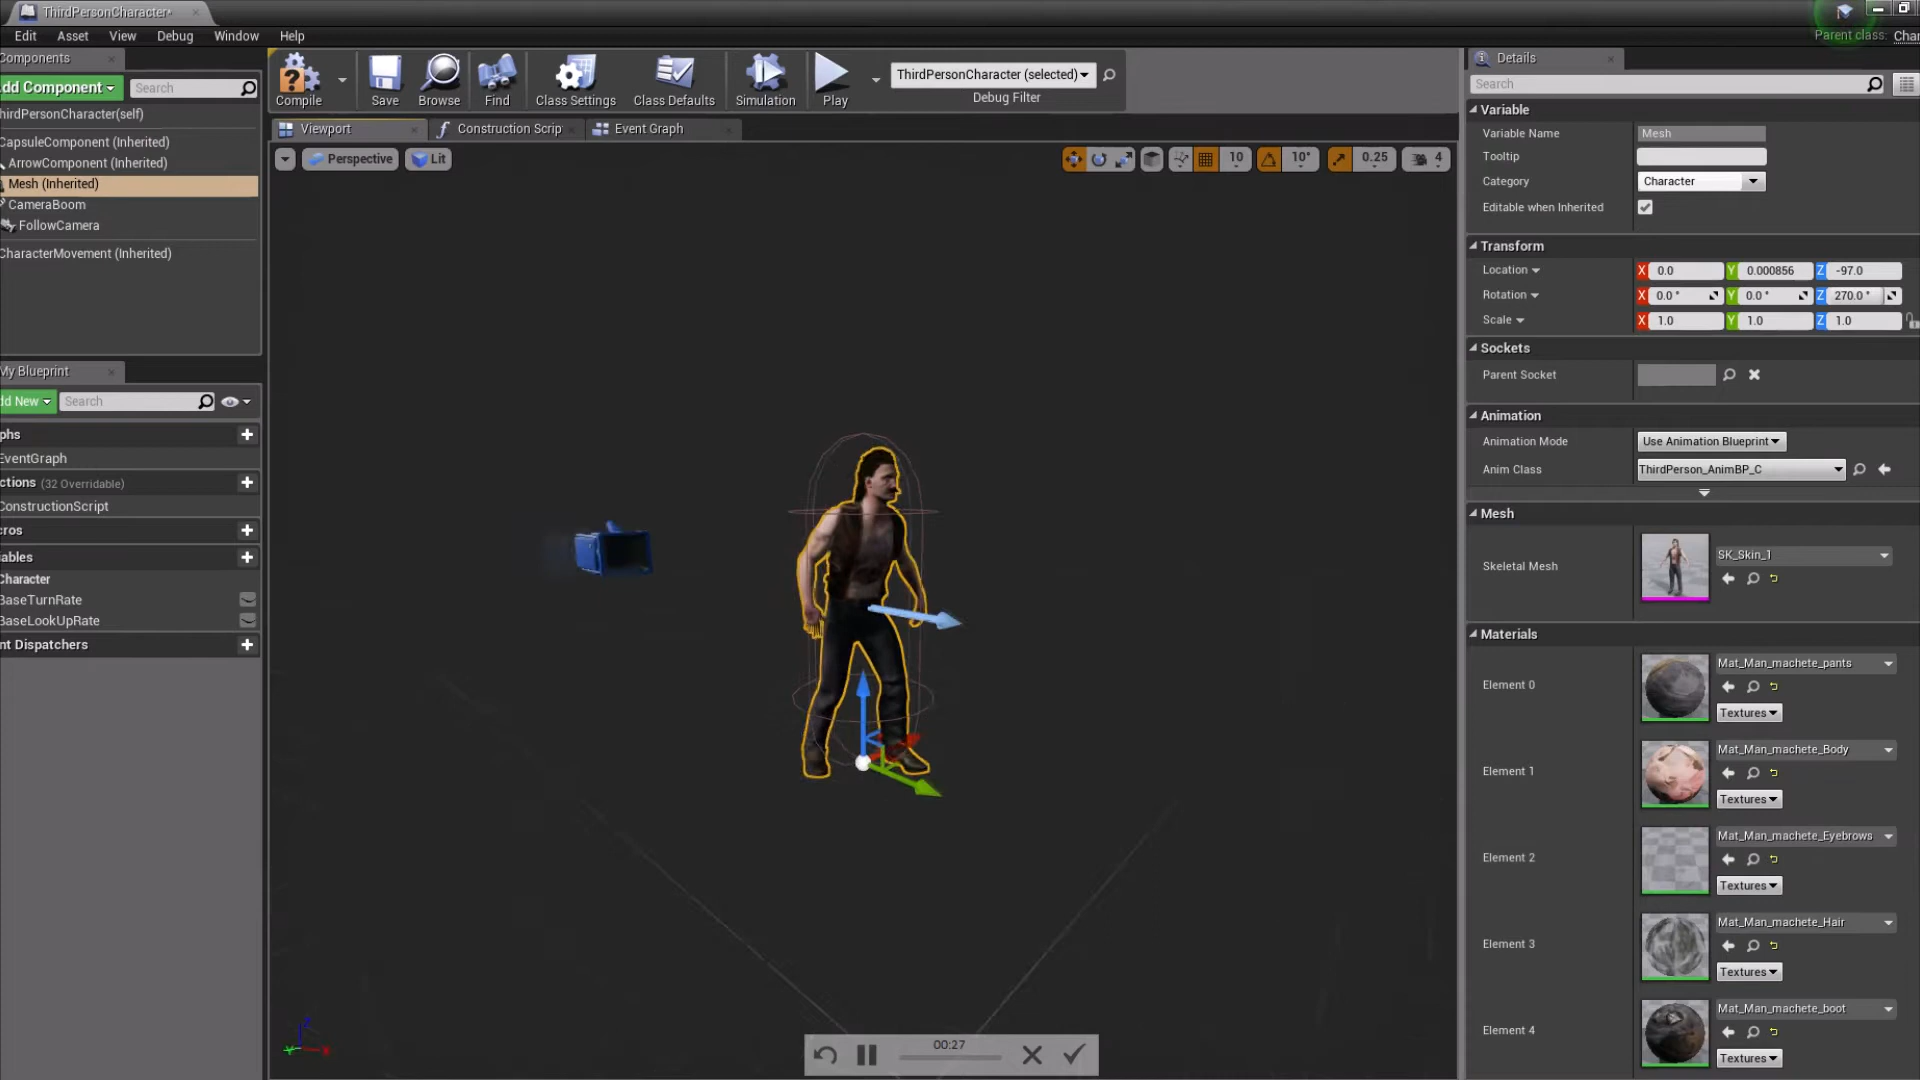 ThirdPersonCharacter*
Edit Asset View Debug Window Help
Parent class: Char
Components
dd Component
Search
hirdPersonCharacter(self)
CapsuleComponent (Inherited)
ArrowComponent (Inherited)
Mesh (Inherited)
CameraBoom
FollowCamera
CharacterMovement (Inherited)
My Blueprint
dd New
Search
phs
EventGraph
ctions (32 Overridable)
ConstructionScript
cros
iables
Character
BaseTurnRate
BaseLookUpRate
nt Dispatchers
Compile
Save
Browse
Find
Class Settings
Class Defaults
Simulation
Play
ThirdPersonCharacter (selected)
Debug Filter
Viewport
Construction Scrip
Event Graph
Perspective
Lit
10
10°
0.25
4
Z
X
Y
00:27
Details
Search
Variable
Variable Name Mesh
Tooltip
Category Character
Editable when Inherited
Transform
Location X 0.0 Y 0.000856 Z -97.0
Rotation X 0.0 ° Y 0.0 ° Z 270.0 °
Scale X 1.0 Y 1.0 Z 1.0
Sockets
Parent Socket
Animation
Animation Mode Use Animation Blueprint
Anim Class ThirdPerson_AnimBP_C
Mesh
Skeletal Mesh SK_Skin_1
Materials
Element 0 Mat_Man_machete_pants
Textures
Element 1 Mat_Man_machete_Body
Textures
Element 2 Mat_Man_machete_Eyebrows
Textures
Element 3 Mat_Man_machete_Hair
Textures
Element 4 Mat_Man_machete_boot
Textures